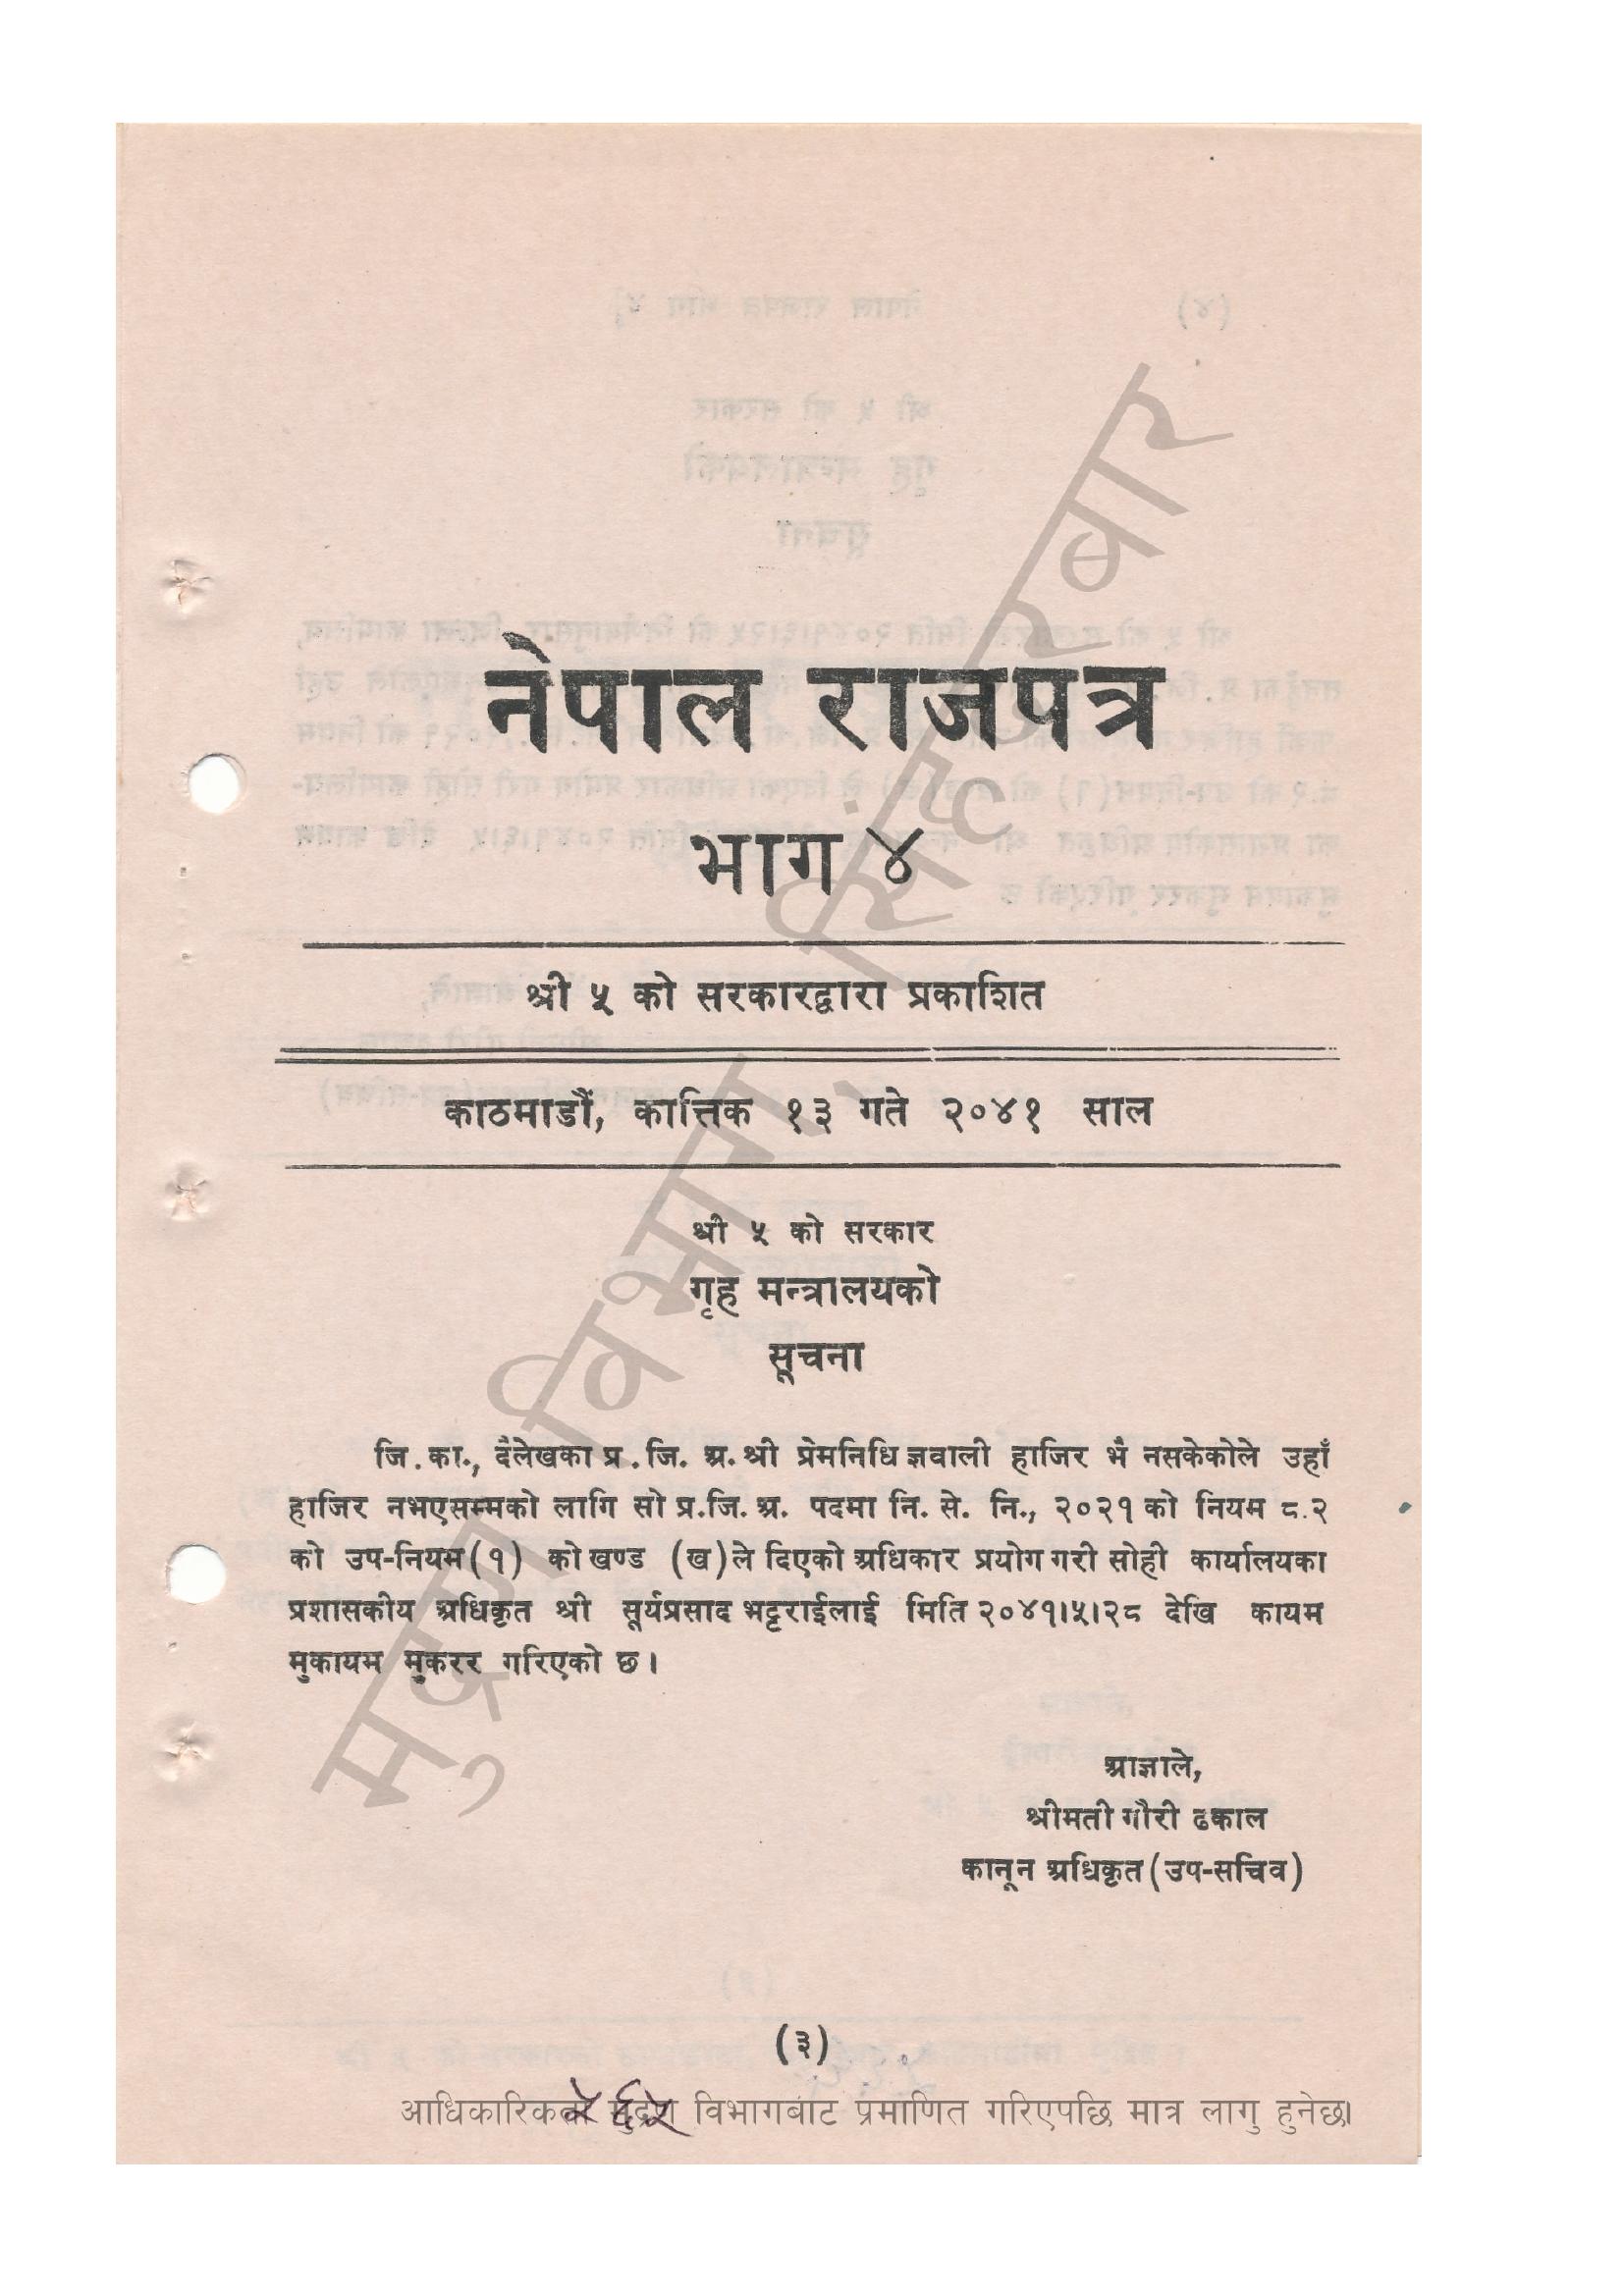 नेपाल राजपत्र
भाग ४
श्री ५ को सरकारद्वारा प्रकाशित
काठमाडौं, कात्तिक १३ गते २०४१ साल
श्री ५ को सरकार
गृह मन्त्रालयको
सूचना
जि.का., दैलेखका प्र.जि.अ.श्री प्रेमनिधि ज्ञवाली हाजिर भै नसकेकोले उहाँ
हाजिर नभएसम्मको लागि सो प्र.जि.अ. पदमा नि.से.नि., २०२१ को नियम ८.२
को उप-नियम(१) को खण्ड (ख)ले दिएको अधिकार प्रयोग गरी सोही कार्यालयका
प्रशासकीय अधिकृत श्री सूर्यप्रसाद भट्टराईलाई मिति २०४१।५।२८ देखि कायम
मुकायम मुकरर गरिएको छ।
आज्ञाले,
श्रीमती गौरी ढकाल
कानून अधिकृत(उप-सचिव)
(३)
आधिकारिकता मुद्रण विभागबाट प्रमाणित गरिएपछि मात्र लागु हुनेछ।
मुद्रण विभाग, सिंहदरवार